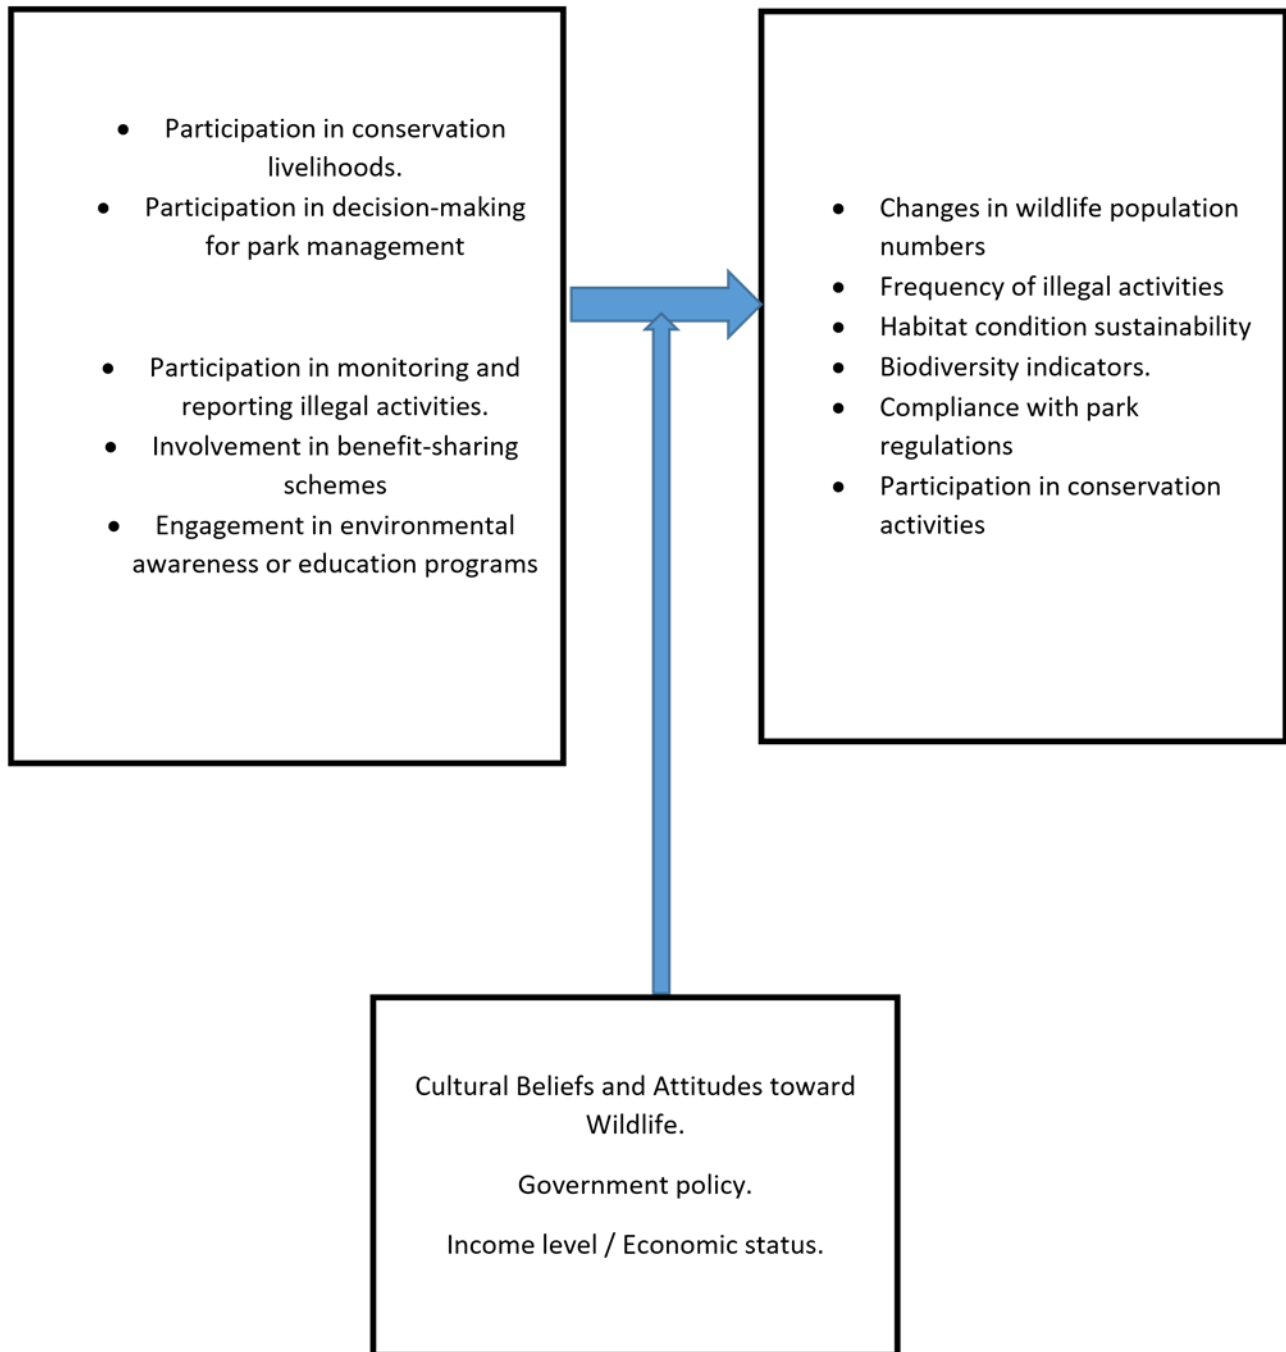 • Participation in conservation
livelihoods.
• Participation in decision-making
for park management
• Participation in monitoring and
reporting illegal activities.
• Involvement in benefit-sharing
schemes
• Engagement in environmental
awareness or education programs
• Changes in wildlife population
numbers
• Frequency of illegal activities
• Habitat condition sustainability
• Biodiversity indicators.
• Compliance with park
regulations
• Participation in conservation
activities
Cultural Beliefs and Attitudes toward
Wildlife.
Government policy.
Income level / Economic status.